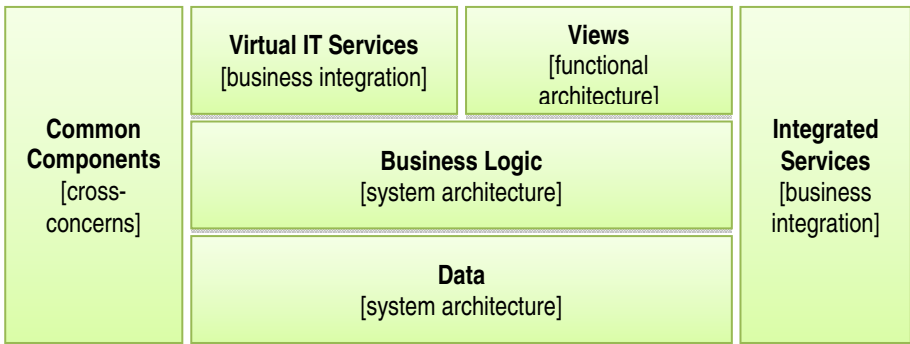 Common
Components
[cross-
concerns]
Virtual IT Services
[business integration]
Views
[functional
architecture]
Business Logic
[system architecture]
Data
[system architecture]
Integrated
Services
[business
integration]